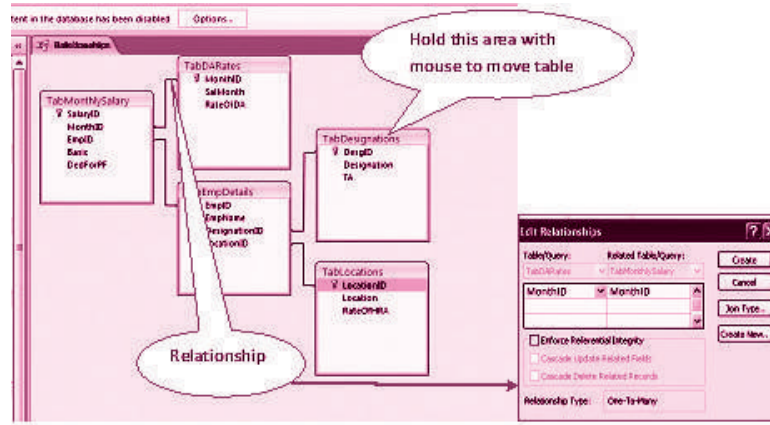 tent in the database has been disabled Options...
Relationships
Hold this area with
mouse to move table
TabDARates
MonthID
SalMonth
RateOfDA
TabMonthlySalary
SalaryID
MonthID
EmpID
Basic
DedForPF
TabDesignations
DesgID
Designation
TA
TabEmpDetails
EmpID
EmpName
DesignationID
LocationID
TabLocations
LocationID
Location
RateOfHRA
Relationship
Edit Relationships
Table/Query: Related Table/Query:
TabDARates TabMonthlySalary
MonthID MonthID
Enforce Referential Integrity
Cascade Update Related Fields
Cascade Delete Related Records
Relationship Type: One-To-Many
Create
Cancel
Join Type..
Create New..